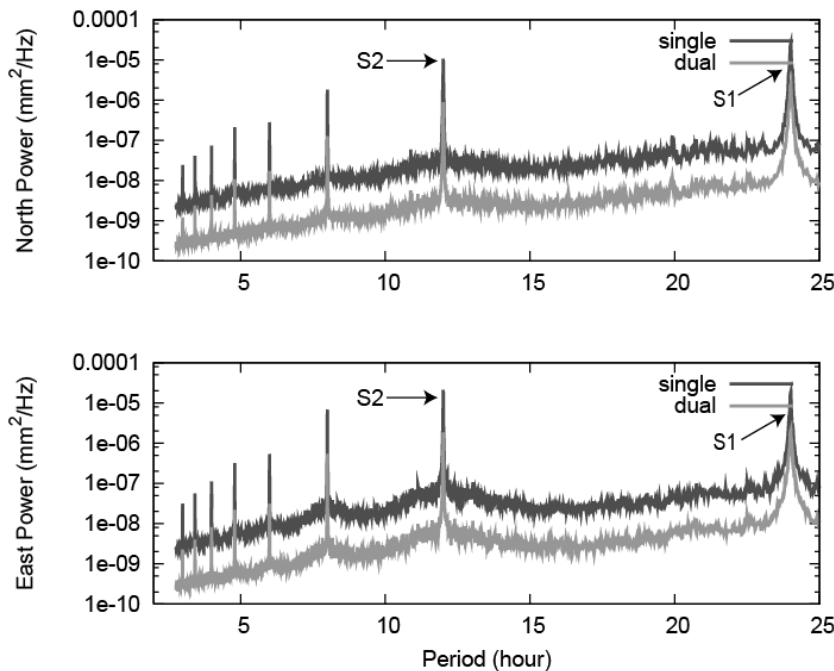 0.0001
1e-05
1e-06
1e-07
1e-08
1e-09
1e-10
North Power (mm²/Hz)
S2
single
dual
S1
5 10 15 20 25
0.0001
1e-05
1e-06
1e-07
1e-08
1e-09
1e-10
East Power (mm²/Hz)
S2
single
dual
S1
5 10 15 20 25
Period (hour)